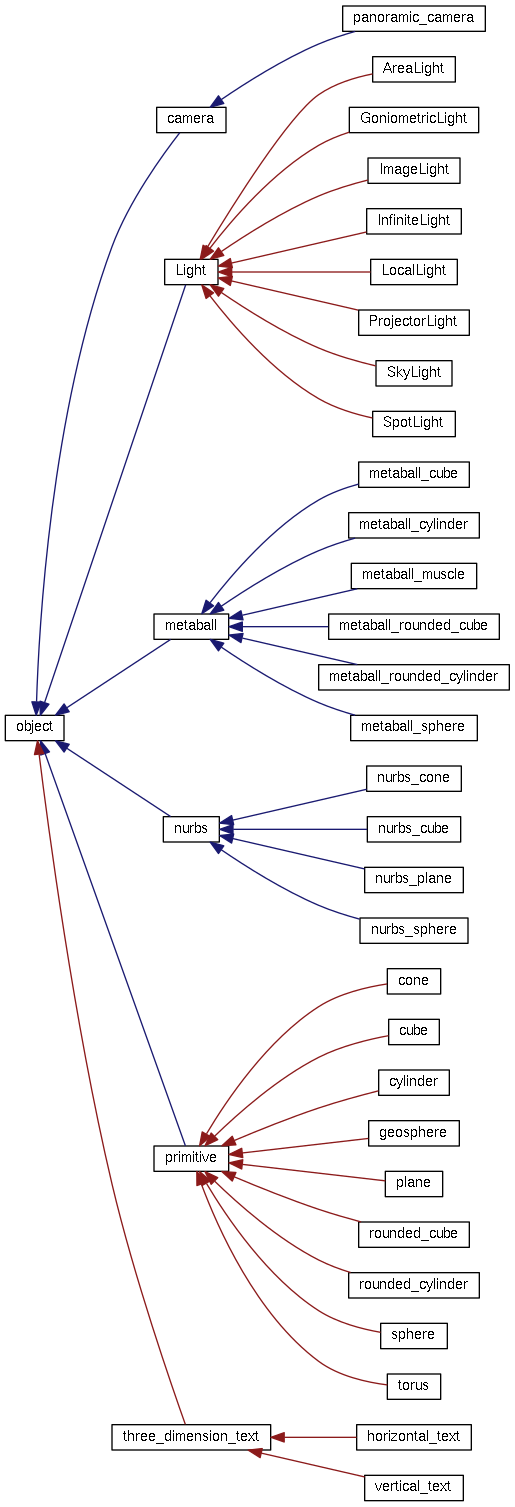 panoramic_camera
AreaLight
camera
GoniometricLight
ImageLight
InfiniteLight
Light
LocalLight
ProjectorLight
SkyLight
SpotLight
metaball_cube
metaball_cylinder
metaball_muscle
metaball
metaball_rounded_cube
metaball_rounded_cylinder
object
metaball_sphere
nurbs_cone
nurbs
nurbs_cube
nurbs_plane
nurbs_sphere
cone
cube
cylinder
geosphere
primitive
plane
rounded_cube
rounded_cylinder
sphere
torus
three_dimension_text
horizontal_text
vertical_text